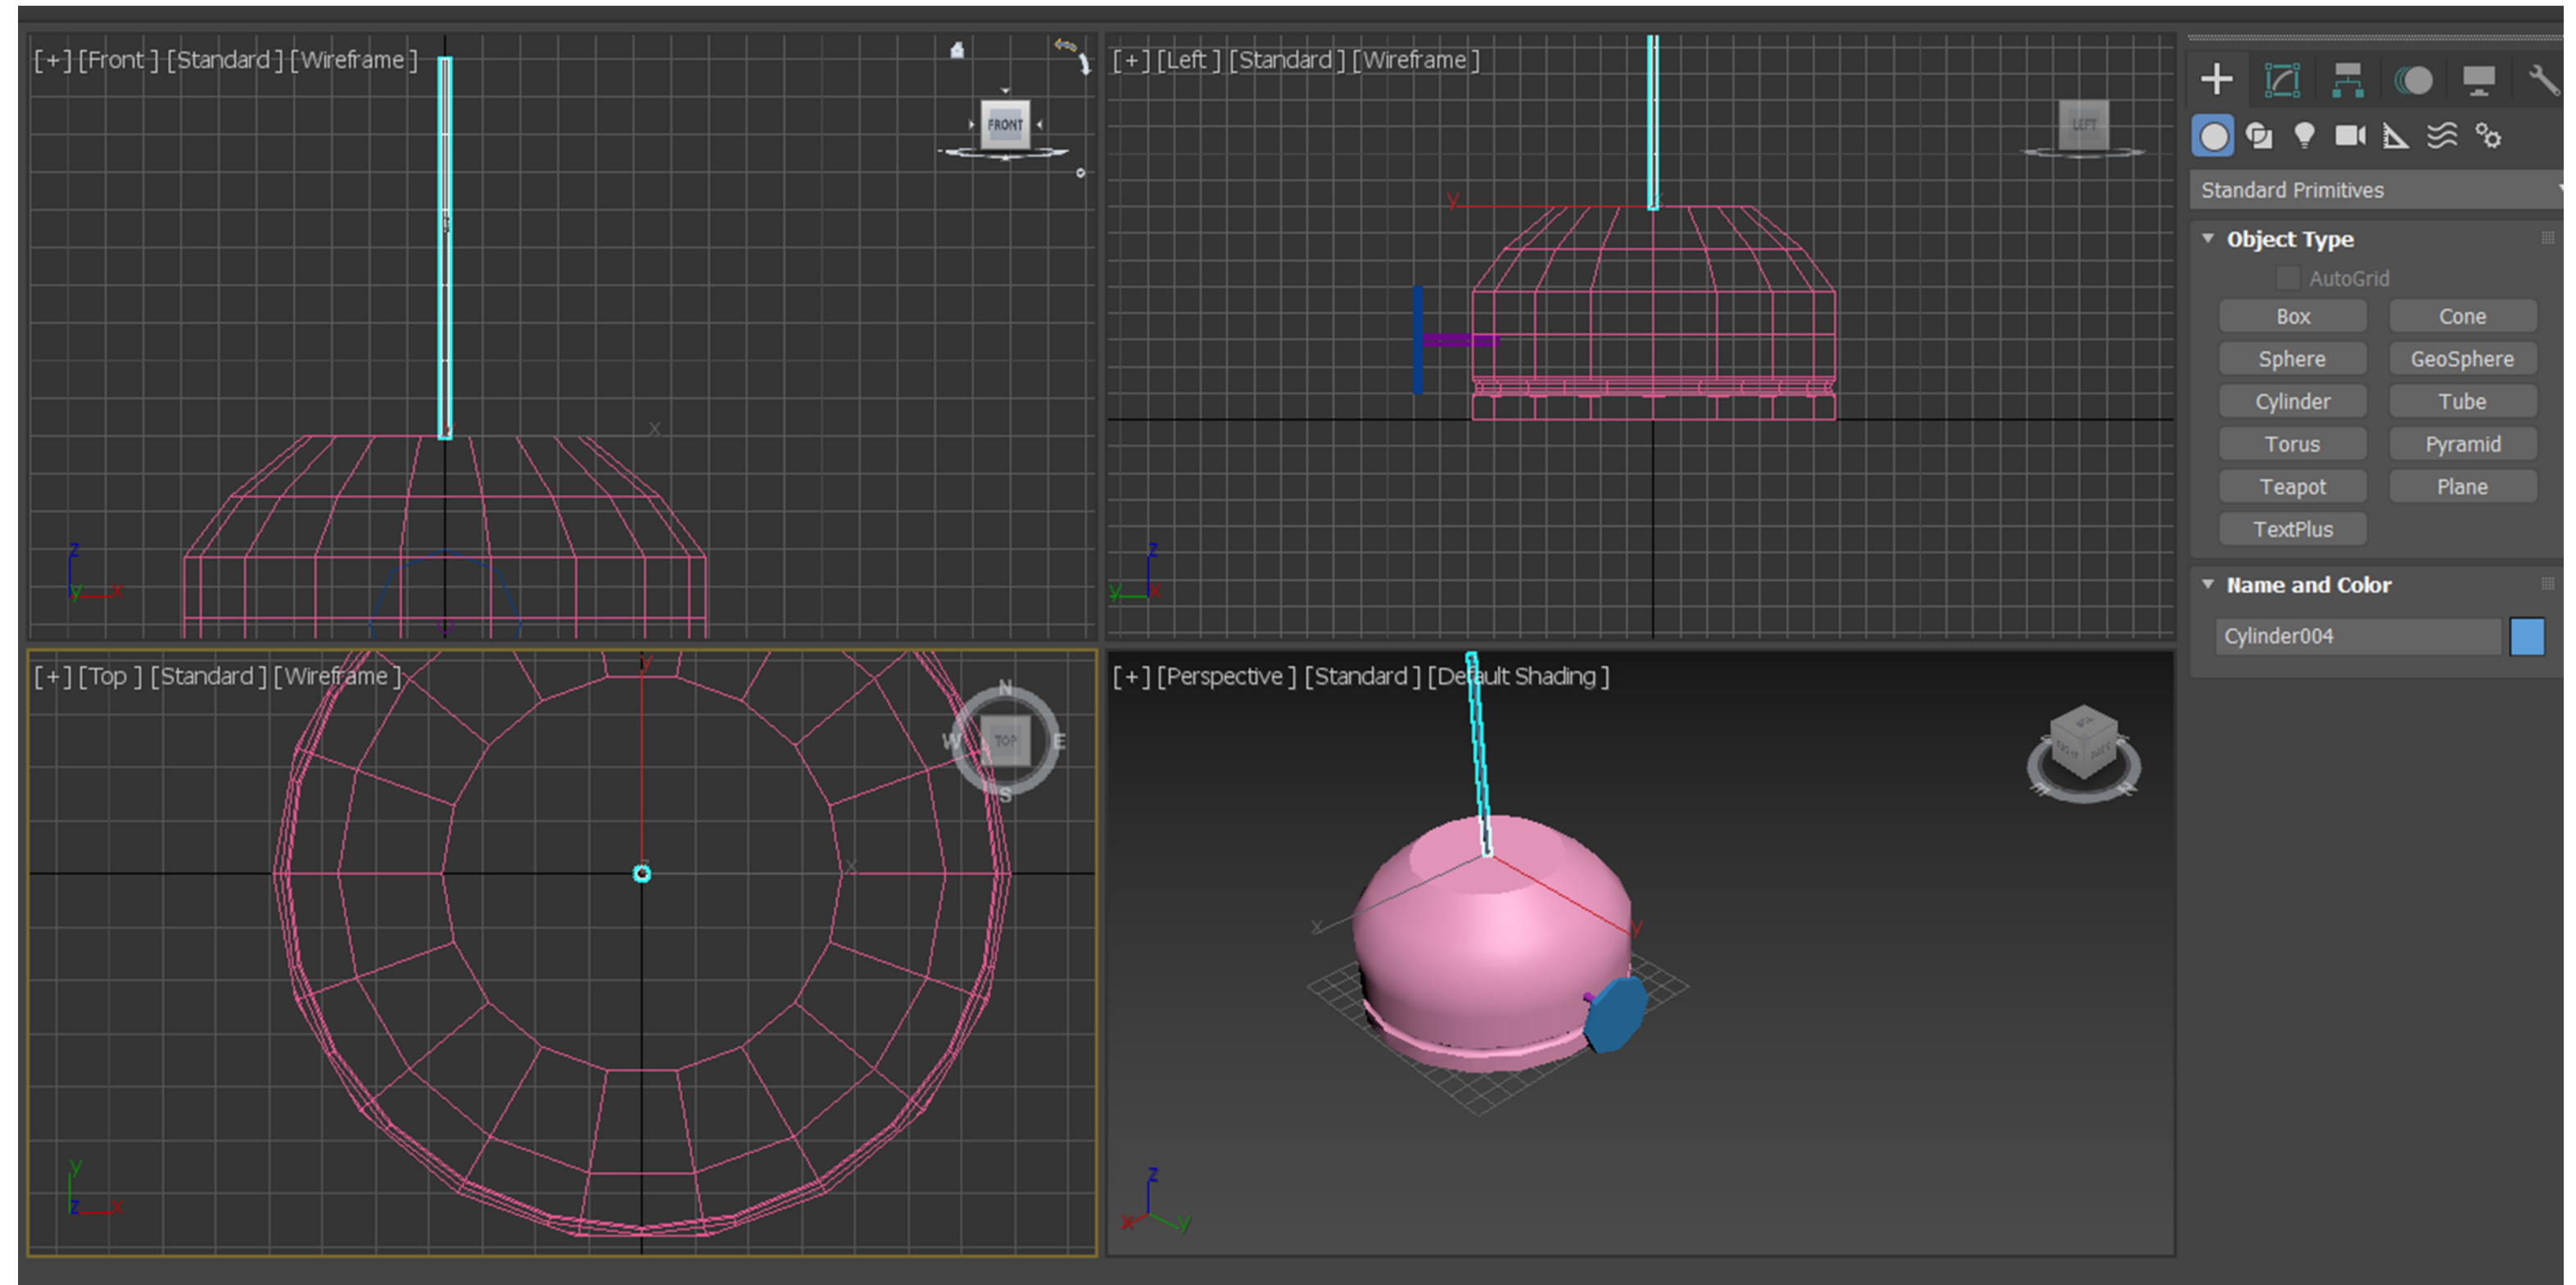 [+] [Front ] [Standard ] [Wireframe ]
FRONT
x
z
y x
[+] [Left ] [Standard ] [Wireframe ]
LEFT
y
z
y x
[+] [Top ] [Standard ] [Wireframe ]
y
N
W TOP E
S
x
y
z x
[+] [Perspective ] [Standard ] [Default Shading ]
x
y
z
x y
Standard Primitives
Object Type
AutoGrid
Box Cone
Sphere GeoSphere
Cylinder Tube
Torus Pyramid
Teapot Plane
TextPlus
Name and Color
Cylinder004